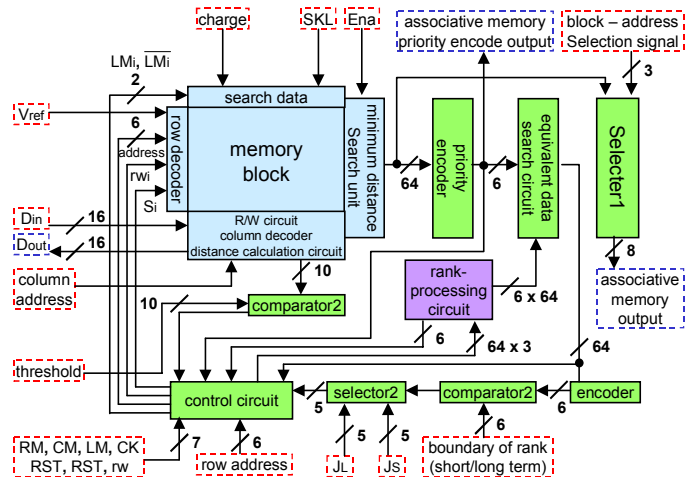 charge
SKL
Ena
associative memory
priority encode output
block – address
Selection signal
LMi, LMi
2
3
Vref
search data
6
address
rwi
Si
row decoder
memory
block
minimum distance
Search unit
64
priority
encoder
6
equivalent data
search circuit
Selecter1
Din
16
Dout
16
R/W circuit
column decoder
distance calculation circuit
8
column
address
10
10
comparator2
rank-
processing
circuit
6 x 64
associative
memory
output
6
64 x 3
64
threshold
control circuit
5
selector2
comparator2
6
encoder
RM, CM, LM, CK
RST, RST, rw
7
6
row address
5
JL
5
JS
6
boundary of rank
(short/long term)